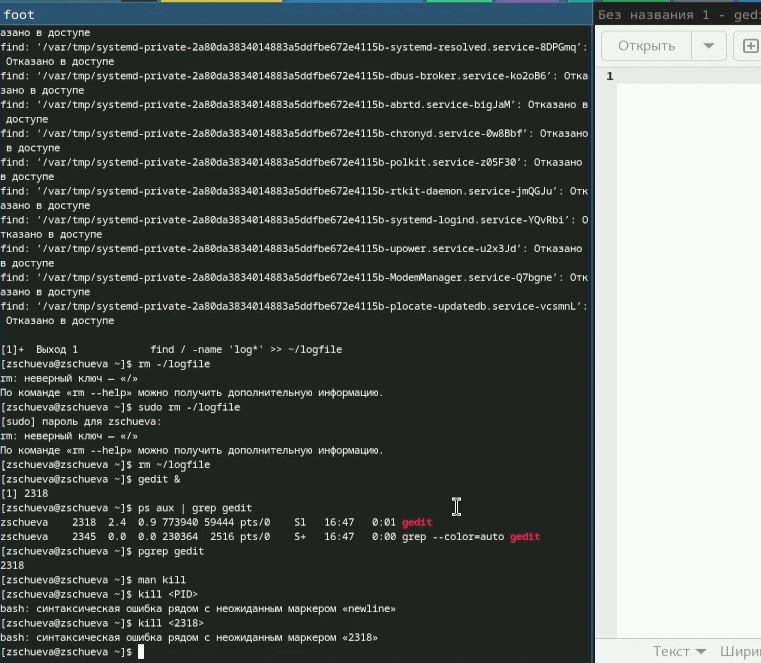 foot
азано в доступе
find: ‘/var/tmp/systemd-private-2a80da3834014883a5ddfbe672e4115b-systemd-resolved.service-8DPGmq’:
Отказано в доступе
find: ‘/var/tmp/systemd-private-2a80da3834014883a5ddfbe672e4115b-dbus-broker.service-ko2oB6’: Отка
зано в доступе
find: ‘/var/tmp/systemd-private-2a80da3834014883a5ddfbe672e4115b-abrtd.service-bigJaM’: Отказано в
доступе
find: ‘/var/tmp/systemd-private-2a80da3834014883a5ddfbe672e4115b-chronyd.service-0w8Bbf’: Отказано
в доступе
find: ‘/var/tmp/systemd-private-2a80da3834014883a5ddfbe672e4115b-polkit.service-z05F30’: Отказано
в доступе
find: ‘/var/tmp/systemd-private-2a80da3834014883a5ddfbe672e4115b-rtkit-daemon.service-jmQGJu’: Отк
азано в доступе
find: ‘/var/tmp/systemd-private-2a80da3834014883a5ddfbe672e4115b-systemd-logind.service-YQvRbi’: О
тказано в доступе
find: ‘/var/tmp/systemd-private-2a80da3834014883a5ddfbe672e4115b-upower.service-u2x3Jd’: Отказано
в доступе
find: ‘/var/tmp/systemd-private-2a80da3834014883a5ddfbe672e4115b-ModemManager.service-Q7bgne’: Отк
азано в доступе
find: ‘/var/tmp/systemd-private-2a80da3834014883a5ddfbe672e4115b-plocate-updatedb.service-vcsmnL’:
Отказано в доступе
[1]+  Выход 1            find / -name 'log*' >> ~/logfile
[zschueva@zschueva ~]$ rm -/logfile
rm: неверный ключ — «/»
По команде «rm --help» можно получить дополнительную информацию.
[zschueva@zschueva ~]$ sudo rm -/logfile
[sudo] пароль для zschueva:
rm: неверный ключ — «/»
По команде «rm --help» можно получить дополнительную информацию.
[zschueva@zschueva ~]$ rm ~/logfile
[zschueva@zschueva ~]$ gedit &
[1] 2318
[zschueva@zschueva ~]$ ps aux | grep gedit
zschueva    2318  2.4  0.9 773940 59444 pts/0    Sl   16:47   0:01 gedit
zschueva    2345  0.0  0.0 230364  2516 pts/0    S+   16:47   0:00 grep --color=auto gedit
[zschueva@zschueva ~]$ pgrep gedit
2318
[zschueva@zschueva ~]$ man kill
[zschueva@zschueva ~]$ kill <PID>
bash: синтаксическая ошибка рядом с неожиданным маркером «newline»
[zschueva@zschueva ~]$ kill <2318>
bash: синтаксическая ошибка рядом с неожиданным маркером «2318»
[zschueva@zschueva ~]$
Без названия 1 - ged
Открыть
1
Текст
Шири